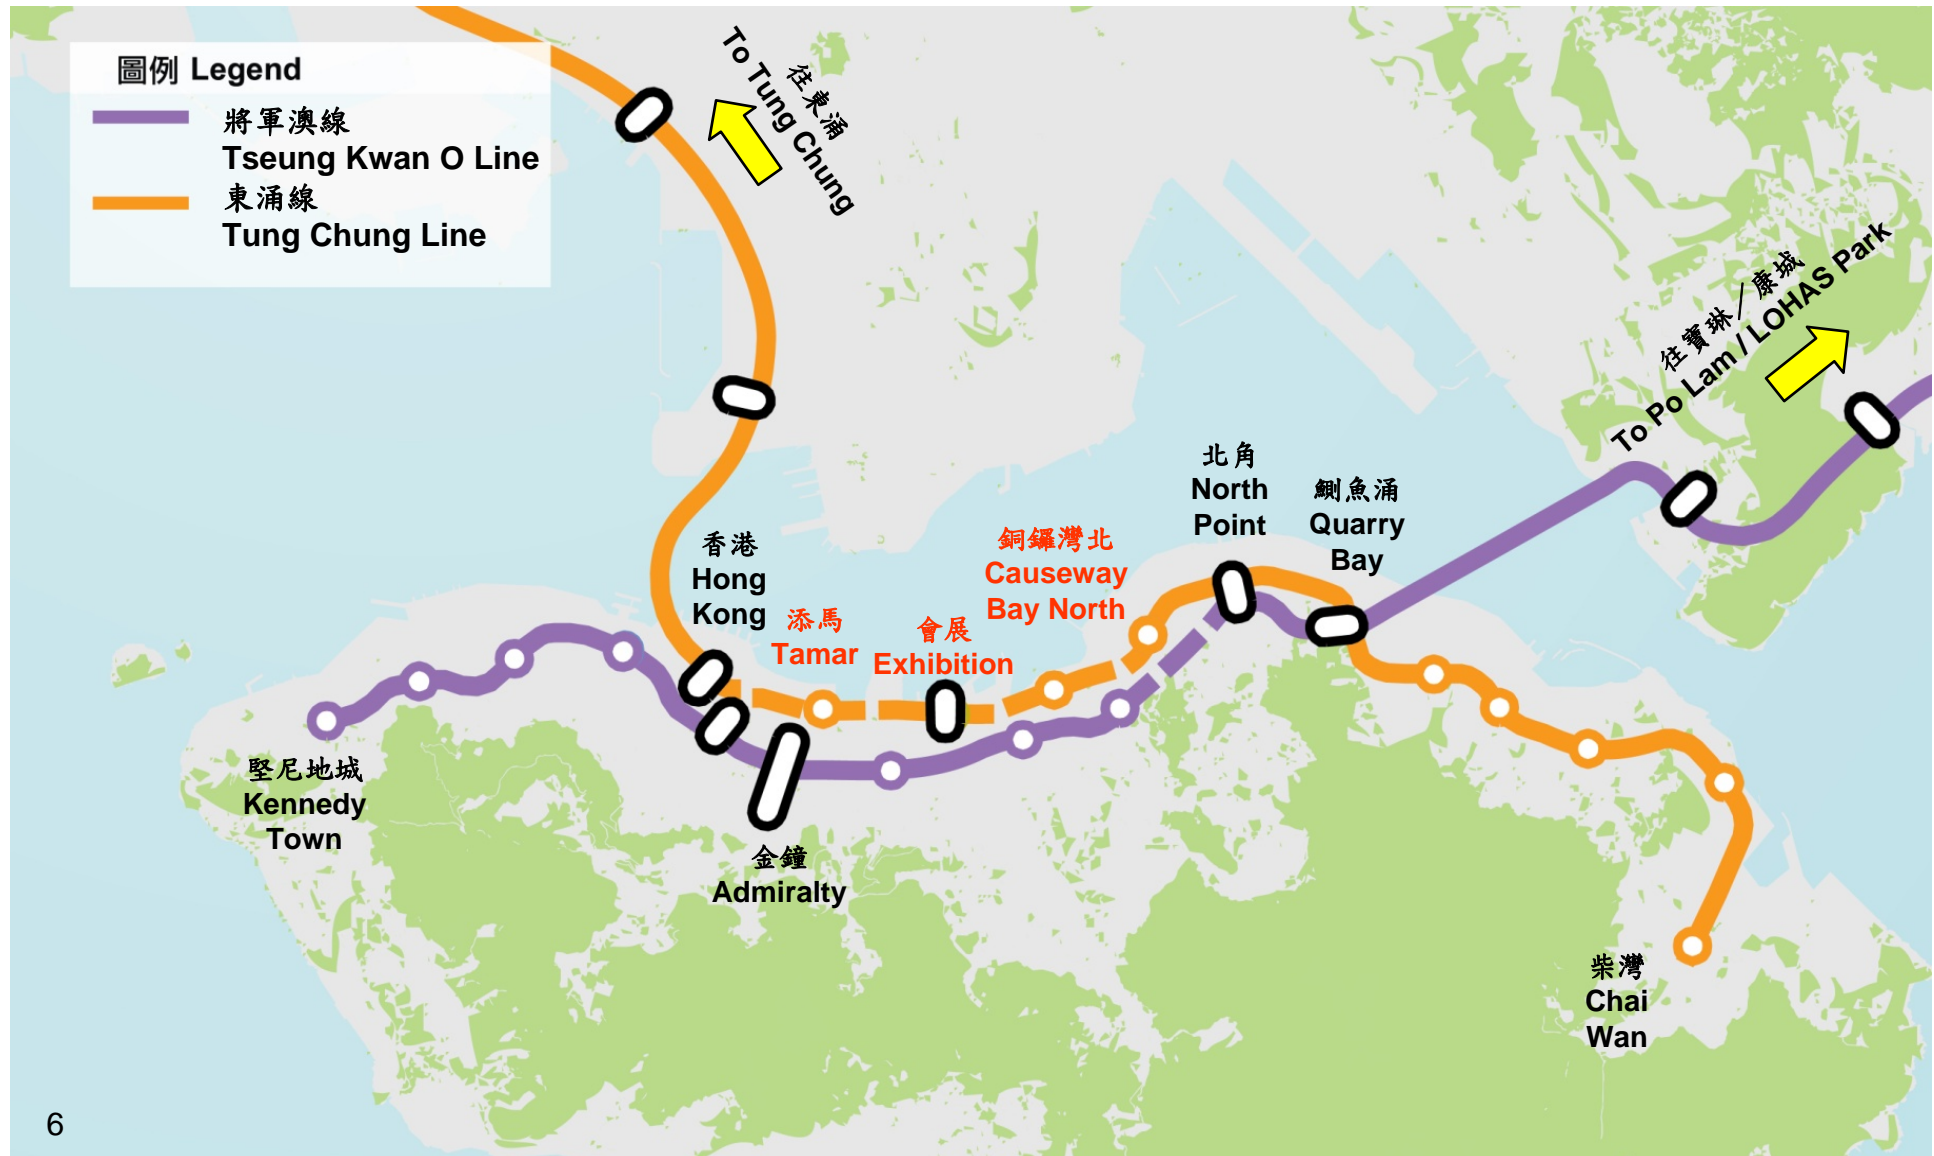 圖例 Legend
將軍澳線
Tseung Kwan O Line
東涌線
Tung Chung Line
往東涌
To Tung Chung
往寶琳／康城
To Po Lam / LOHAS Park
北角
North
Point
鰂魚涌
Quarry
Bay
銅鑼灣北
Causeway
Bay North
香港
Hong
Kong
添馬
Tamar
會展
Exhibition
堅尼地城
Kennedy
Town
金鐘
Admiralty
柴灣
Chai
Wan
6